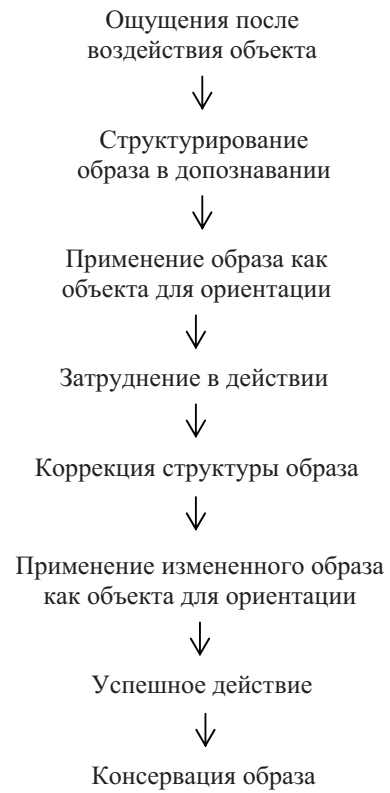 Ощущения после
воздействия объекта
Структурирование
образа в допознавании
Применение образа как
объекта для ориентации
Затруднение в действии
Коррекция структуры образа
Применение измененного образа
как объекта для ориентации
Успешное действие
Консервация образа